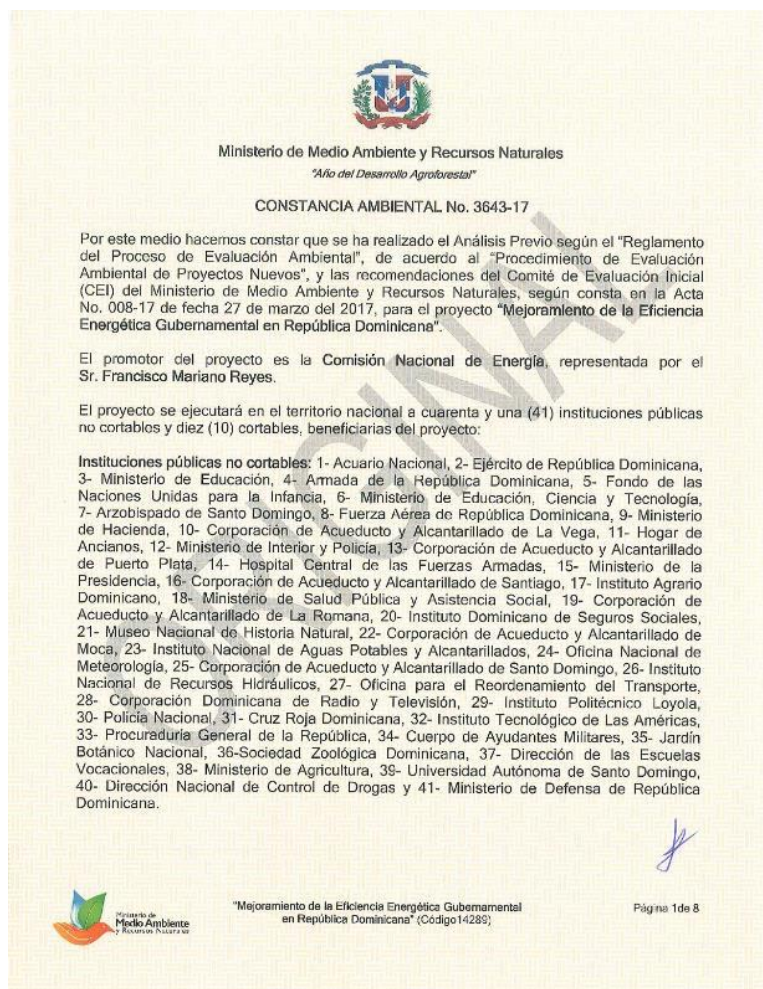 Ministerio de Medio Ambiente y Recursos Naturales
"Año del Desarrollo Agroforestal"
CONSTANCIA AMBIENTAL No. 3643-17
Por este medio hacemos constar que se ha realizado el Análisis Previo según el "Reglamento
del Proceso de Evaluación Ambiental", de acuerdo al "Procedimiento de Evaluación
Ambiental de Proyectos Nuevos", y las recomendaciones del Comité de Evaluación Inicial
(CEI) del Ministerio de Medio Ambiente y Recursos Naturales, según consta en la Acta
No. 008-17 de fecha 27 de marzo del 2017, para el proyecto "Mejoramiento de la Eficiencia
Energética Gubernamental en República Dominicana".
El promotor del proyecto es la Comisión Nacional de Energía, representada por el
Sr. Francisco Mariano Reyes.
El proyecto se ejecutará en el territorio nacional a cuarenta y una (41) instituciones públicas
no cortables y diez (10) cortables, beneficiarias del proyecto:
Instituciones públicas no cortables: 1- Acuario Nacional, 2- Ejército de República Dominicana,
3- Ministerio de Educación, 4- Armada de la República Dominicana, 5- Fondo de las
Naciones Unidas para la Infancia, 6- Ministerio de Educación, Ciencia y Tecnología,
7- Arzobispado de Santo Domingo, 8- Fuerza Aérea de República Dominicana, 9- Ministerio
de Hacienda, 10- Corporación de Acueducto y Alcantarillado de La Vega, 11- Hogar de
Ancianos, 12- Ministerio de Interior y Policía, 13- Corporación de Acueducto y Alcantarillado
de Puerto Plata, 14- Hospital Central de las Fuerzas Armadas, 15- Ministerio de la
Presidencia, 16- Corporación de Acueducto y Alcantarillado de Santiago, 17- Instituto Agrario
Dominicano, 18- Ministerio de Salud Pública y Asistencia Social, 19- Corporación de
Acueducto y Alcantarillado de La Romana, 20- Instituto Dominicano de Seguros Sociales,
21- Museo Nacional de Historia Natural, 22- Corporación de Acueducto y Alcantarillado de
Moca, 23- Instituto Nacional de Aguas Potables y Alcantarillados, 24- Oficina Nacional de
Meteorología, 25- Corporación de Acueducto y Alcantarillado de Santo Domingo, 26- Instituto
Nacional de Recursos Hidráulicos, 27- Oficina para el Reordenamiento del Transporte,
28- Corporación Dominicana de Radio y Televisión, 29- Instituto Politécnico Loyola,
30- Policía Nacional, 31- Cruz Roja Dominicana, 32- Instituto Tecnológico de Las Américas,
33- Procuraduría General de la República, 34- Cuerpo de Ayudantes Militares, 35- Jardín
Botánico Nacional, 36-Sociedad Zoológica Dominicana, 37- Dirección de las Escuelas
Vocacionales, 38- Ministerio de Agricultura, 39- Universidad Autónoma de Santo Domingo,
40- Dirección Nacional de Control de Drogas y 41- Ministerio de Defensa de República
Dominicana.
ORIGINAL
Ministerio de
Medio Ambiente
y Recursos Naturales
"Mejoramiento de la Eficiencia Energética Gubernamental
en República Dominicana" (Código14289)
Página 1de 8